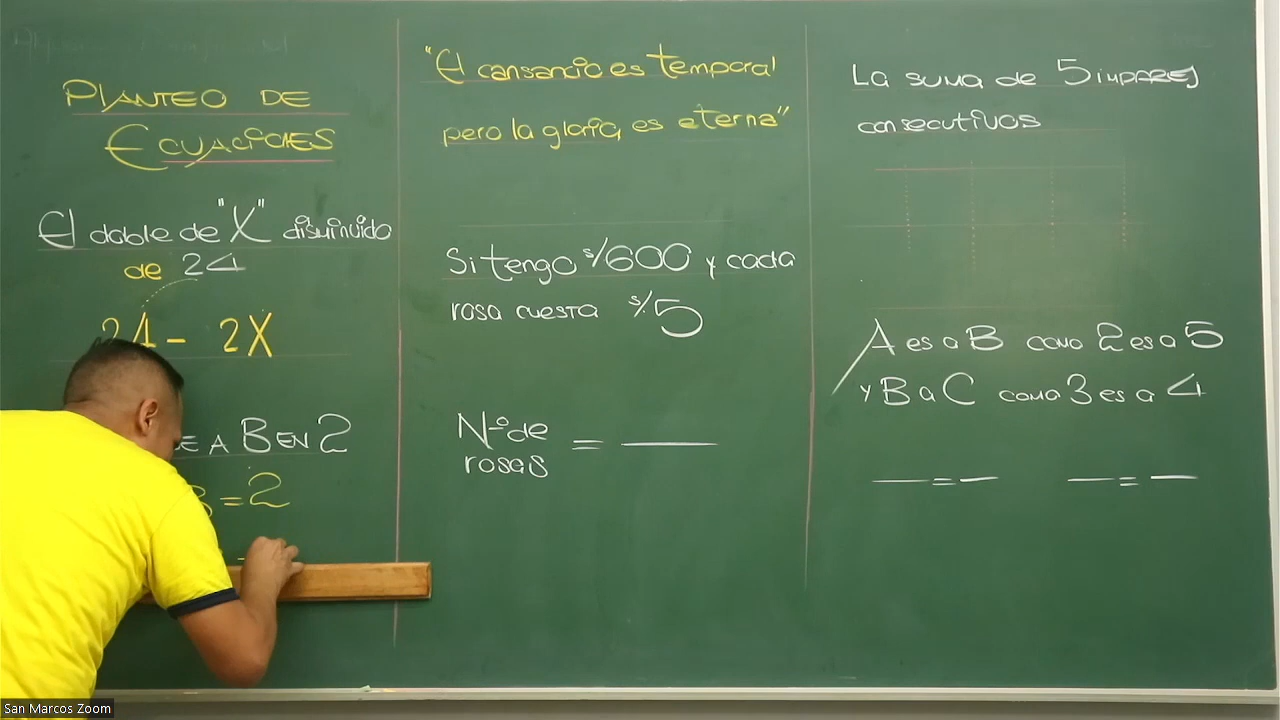 PLANTEO DE
ECUACIONES
El doble de "X" disminuido
de 24
24 - 2X
E A B EN 2
= 2
"El cansancio es temporal
pero la gloria, es eterna"
Si tengo s/600 y cada
rosa cuesta s/5
N° de
rosas =
La suma de 5 impares
consecutivos
A es a B como 2 es a 5
y B a C como 3 es a 4
=
=
San Marcos Zoom